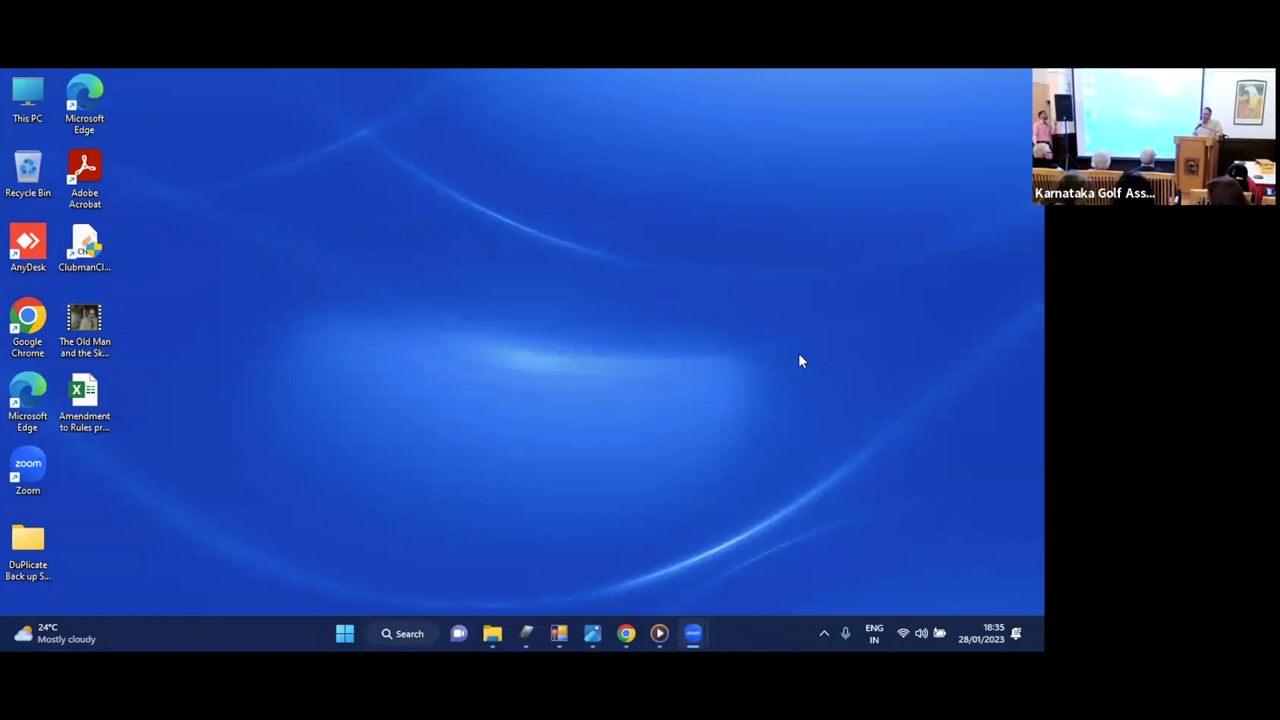 This PC
Microsoft
Edge
Recycle Bin
Adobe
Acrobat
AnyDesk
ClubmanCl...
Google
Chrome
The Old Man
and the Sk...
Microsoft
Edge
Amendment
to Rules pr...
zoom
Zoom
DuPlicate
Back up S...
Karnataka Golf Ass...
24°C
Mostly cloudy
Search
zoom
ENG
IN
18:35
28/01/2023